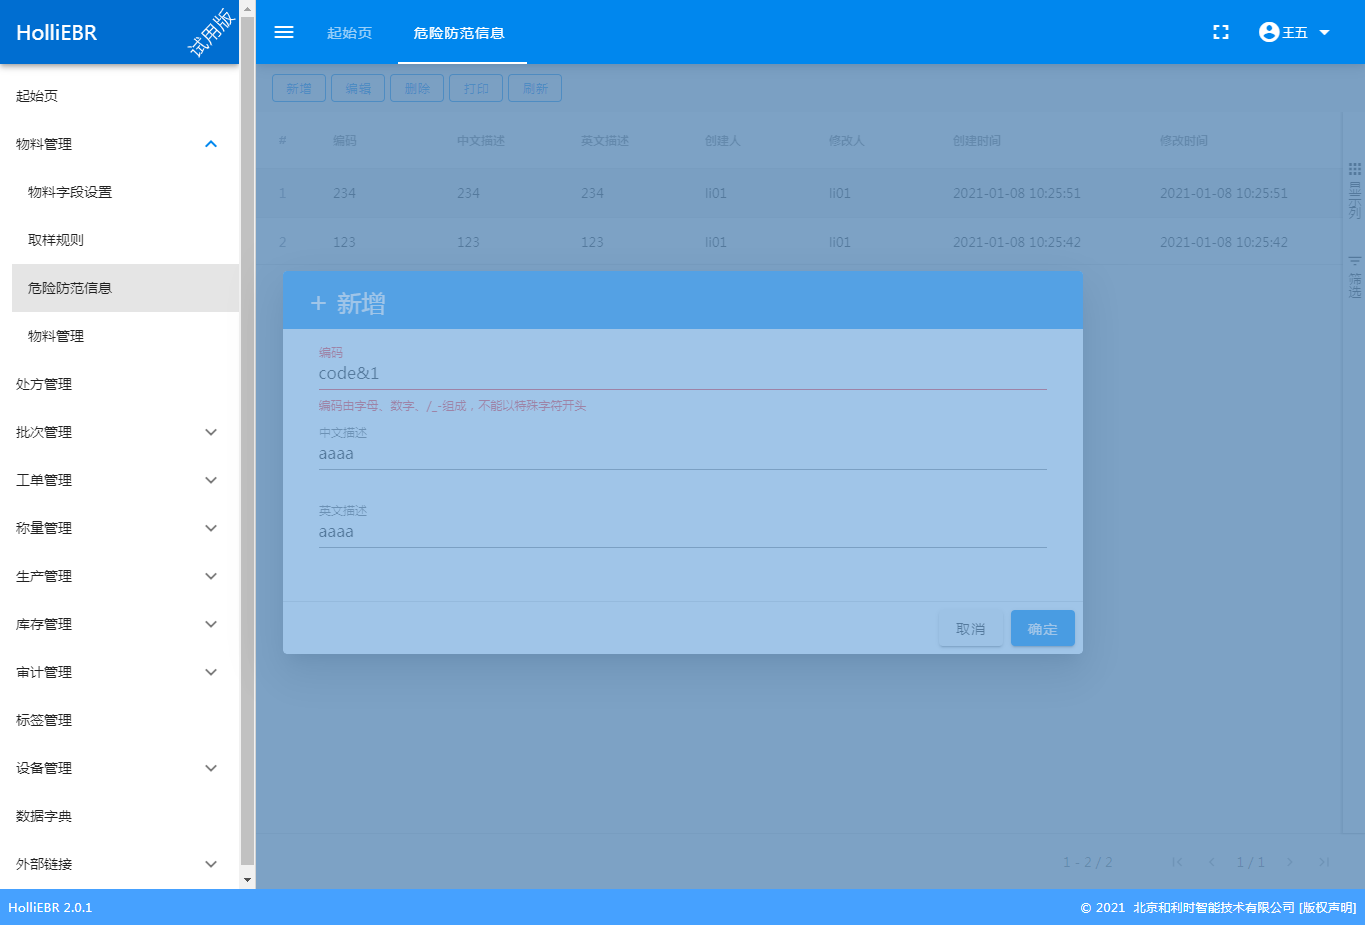 HolliEBR
试用版
起始页
危险防范信息
王五
起始页
物料管理
物料字段设置
取样规则
危险防范信息
物料管理
处方管理
批次管理
工单管理
称量管理
生产管理
库存管理
审计管理
标签管理
设备管理
数据字典
外部链接
新增 编辑 删除 打印 刷新
# 编码 中文描述 英文描述 创建人 修改人 创建时间 修改时间
1 234 234 234 li01 li01 2021-01-08 10:25:51 2021-01-08 10:25:51
2 123 123 123 li01 li01 2021-01-08 10:25:42 2021-01-08 10:25:42
显示列
筛选
+ 新增
编码
code&1
编码由字母、数字、/_-组成，不能以特殊字符开头
中文描述
aaaa
英文描述
aaaa
取消 确定
1 - 2 / 2 1 / 1
HolliEBR 2.0.1
© 2021 北京和利时智能技术有限公司 [版权声明]